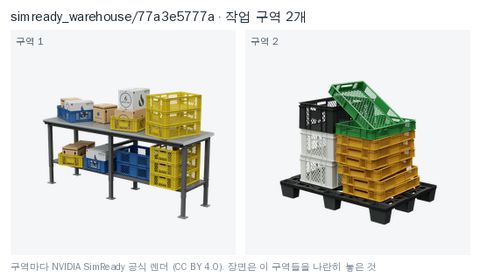 simready_warehouse/77a3e5777a · 작업 구역 2개
구역 1
구역 2
구역마다 NVIDIA SimReady 공식 렌더 (CC BY 4.0). 장면은 이 구역들을 나란히 놓은 것